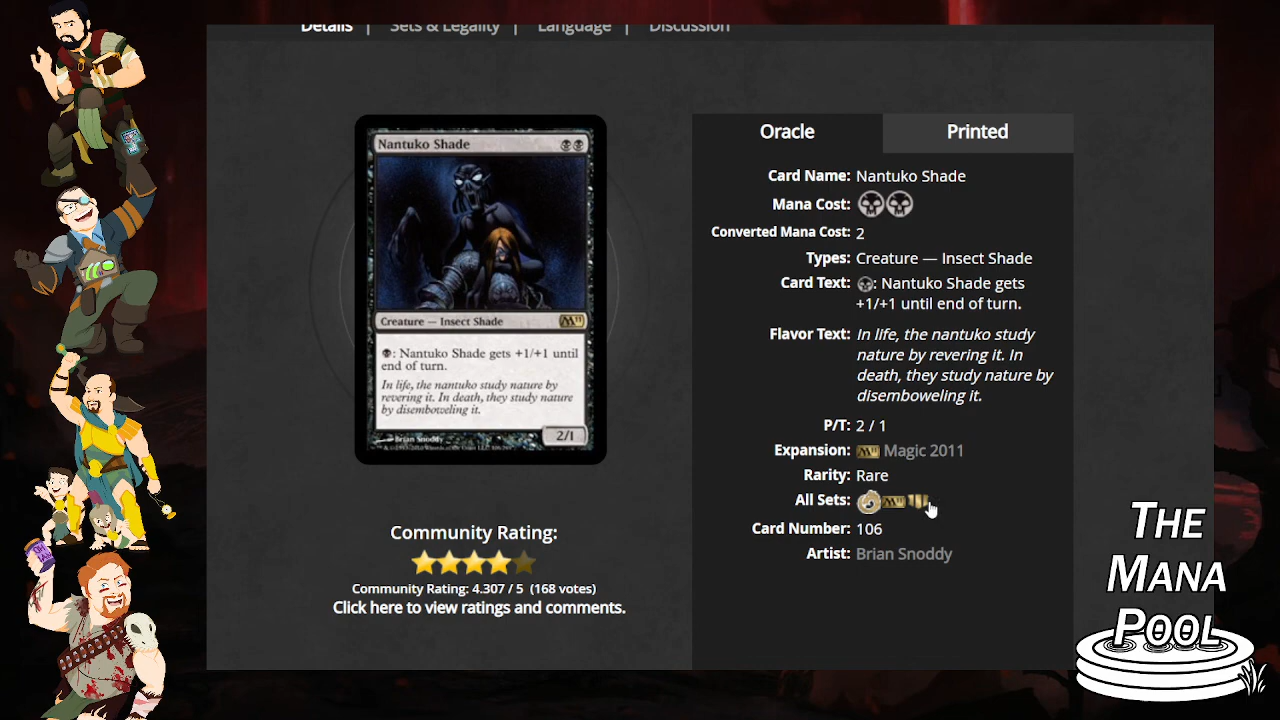 Details | Sets & Legality | Language | Discussion
Nantuko Shade
Creature — Insect Shade
: Nantuko Shade gets +1/+1 until
end of turn.
In life, the nantuko study nature by
revering it. In death, they study nature
by disemboweling it.
2/1
Brian Snoddy
Community Rating:
Community Rating: 4.307 / 5 (168 votes)
Click here to view ratings and comments.
Oracle
Printed
Card Name: Nantuko Shade
Mana Cost:
Converted Mana Cost: 2
Types: Creature — Insect Shade
Card Text: : Nantuko Shade gets
+1/+1 until end of turn.
Flavor Text: In life, the nantuko study
nature by revering it. In
death, they study nature by
disemboweling it.
P/T: 2 / 1
Expansion: Magic 2011
Rarity: Rare
All Sets:
Card Number: 106
Artist: Brian Snoddy
THE
MANA
POOL